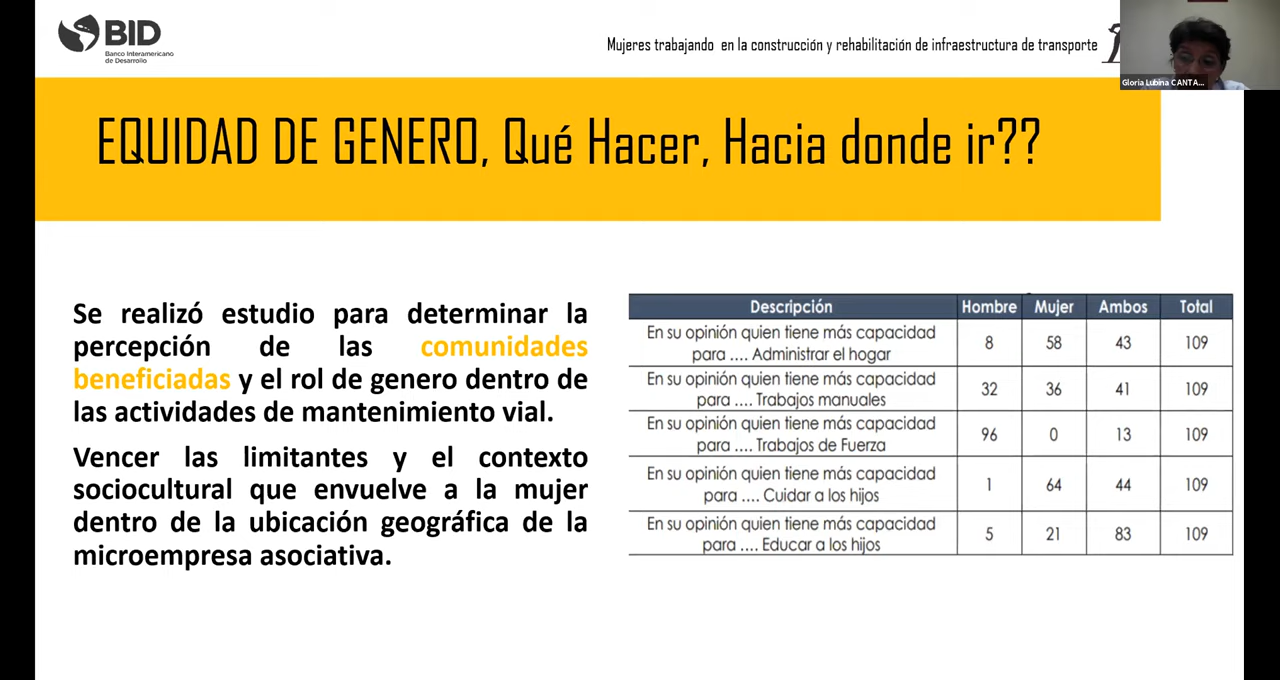 BID
Banco Interamericano
de Desarrollo
Mujeres trabajando en la construcción y rehabilitación de infraestructura de transporte
Gloria Lubina CANTA...
EQUIDAD DE GENERO, Qué Hacer, Hacia donde ir??
Se realizó estudio para determinar la
percepción de las comunidades
beneficiadas y el rol de genero dentro de
las actividades de mantenimiento vial.
Vencer las limitantes y el contexto
sociocultural que envuelve a la mujer
dentro de la ubicación geográfica de la
microempresa asociativa.
Descripción Hombre Mujer Ambos Total
En su opinión quien tiene más capacidad
para .... Administrar el hogar 8 58 43 109
En su opinión quien tiene más capacidad
para .... Trabajos manuales 32 36 41 109
En su opinión quien tiene más capacidad
para .... Trabajos de Fuerza 96 0 13 109
En su opinión quien tiene más capacidad
para .... Cuidar a los hijos 1 64 44 109
En su opinión quien tiene más capacidad
para .... Educar a los hijos 5 21 83 109